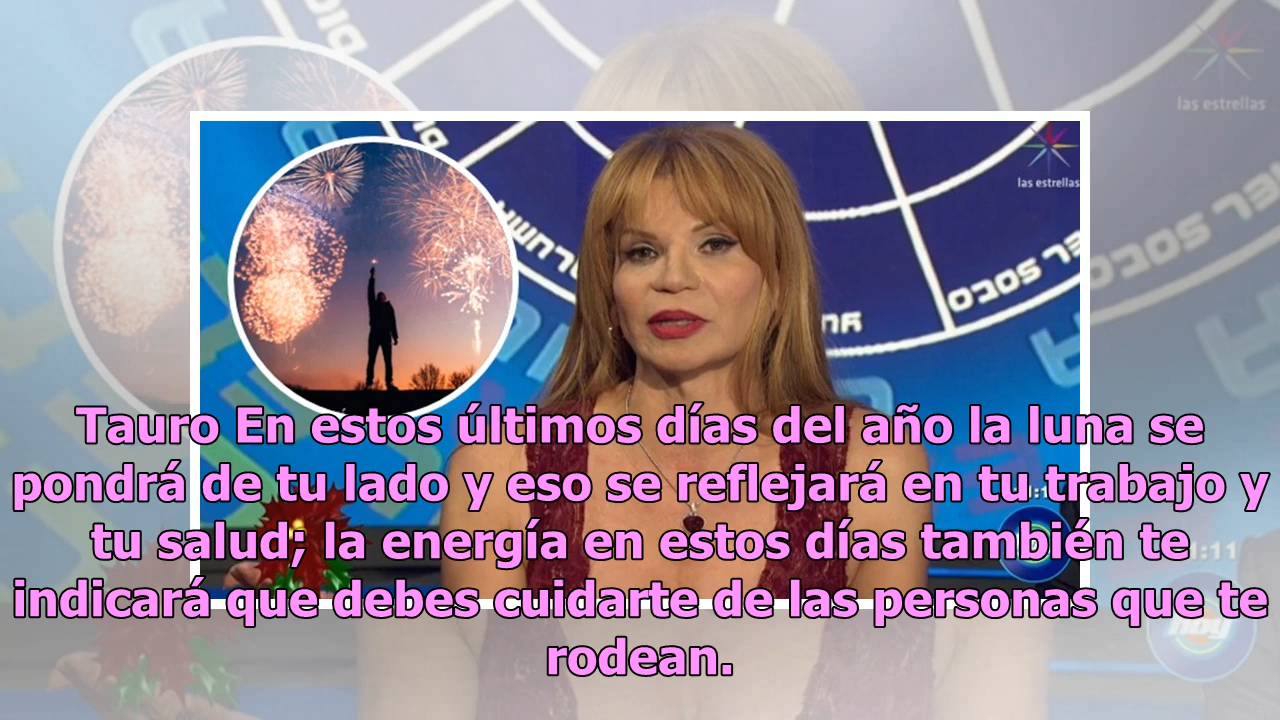 las estrellas
las estrellas
Tauro En estos últimos días del año la luna se
pondrá de tu lado y eso se reflejará en tu trabajo y
tu salud; la energía en estos días también te
indicará que debes cuidarte de las personas que te
rodean.
:11
hoy